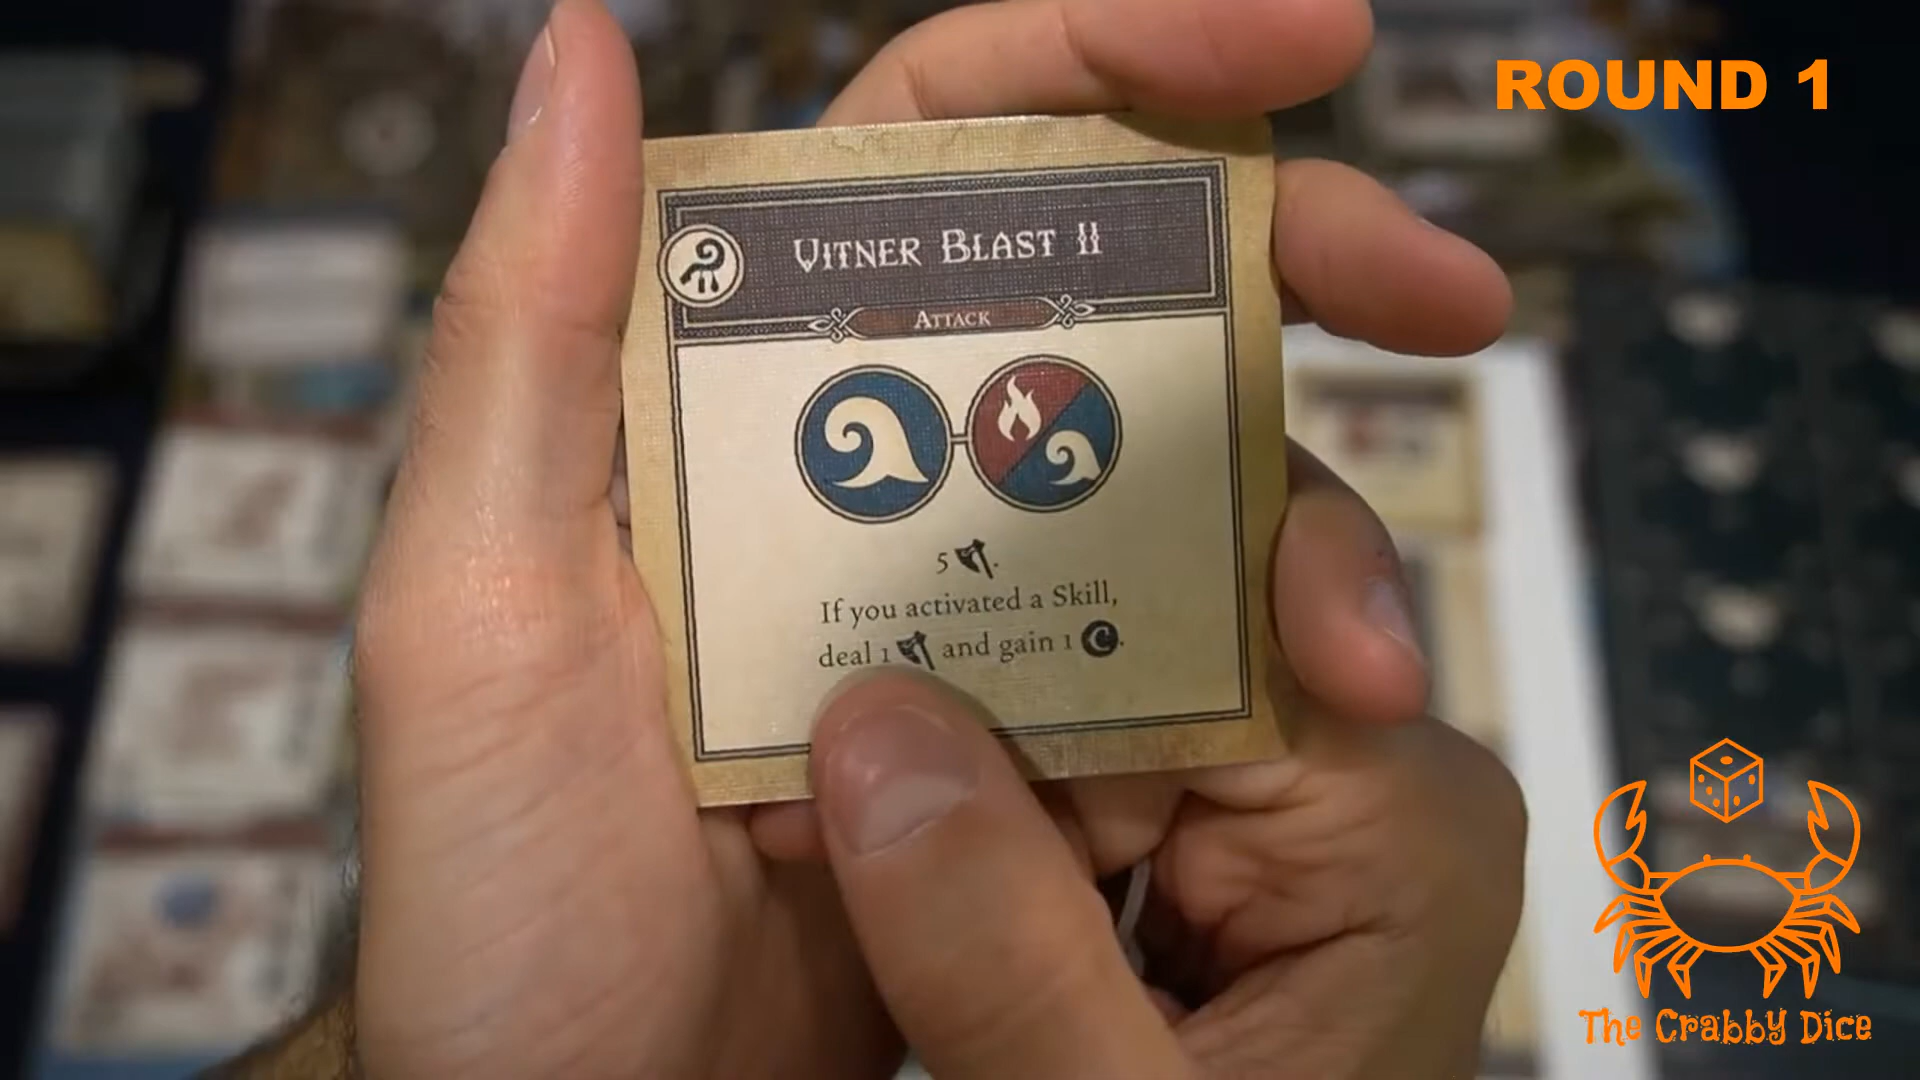 ROUND 1
VITNER BLAST II
ATTACK
5 .
If you activated a Skill,
deal 1 and gain 1 .
The Crabby Dice